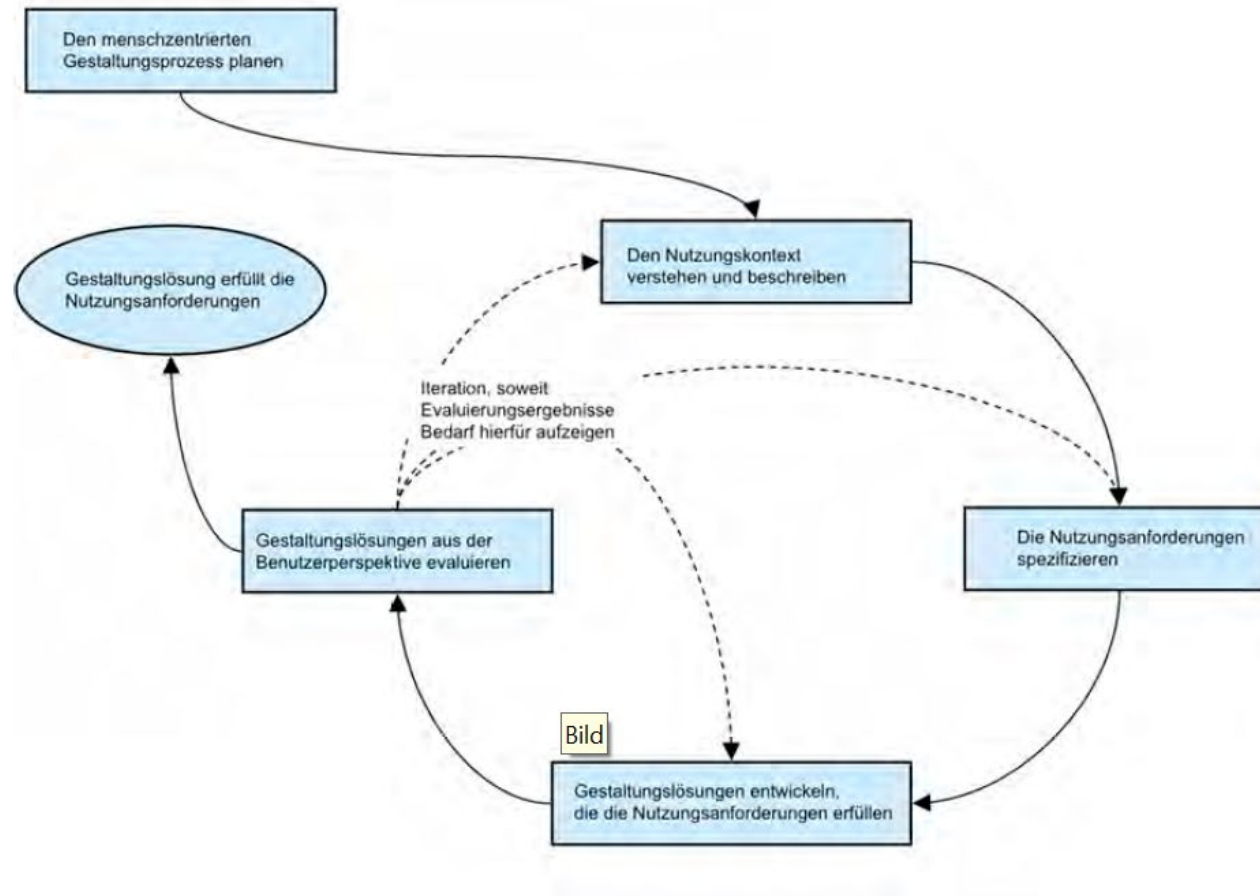 Den menschzentrierten
Gestaltungsprozess planen
Den Nutzungskontext
verstehen und beschreiben
Gestaltungslösung erfüllt die
Nutzungsanforderungen
Iteration, soweit
Evaluierungsergebnisse
Bedarf hierfür aufzeigen
Gestaltungslösungen aus der
Benutzerperspektive evaluieren
Die Nutzungsanforderungen
spezifizieren
Bild
Gestaltungslösungen entwickeln,
die die Nutzungsanforderungen erfüllen